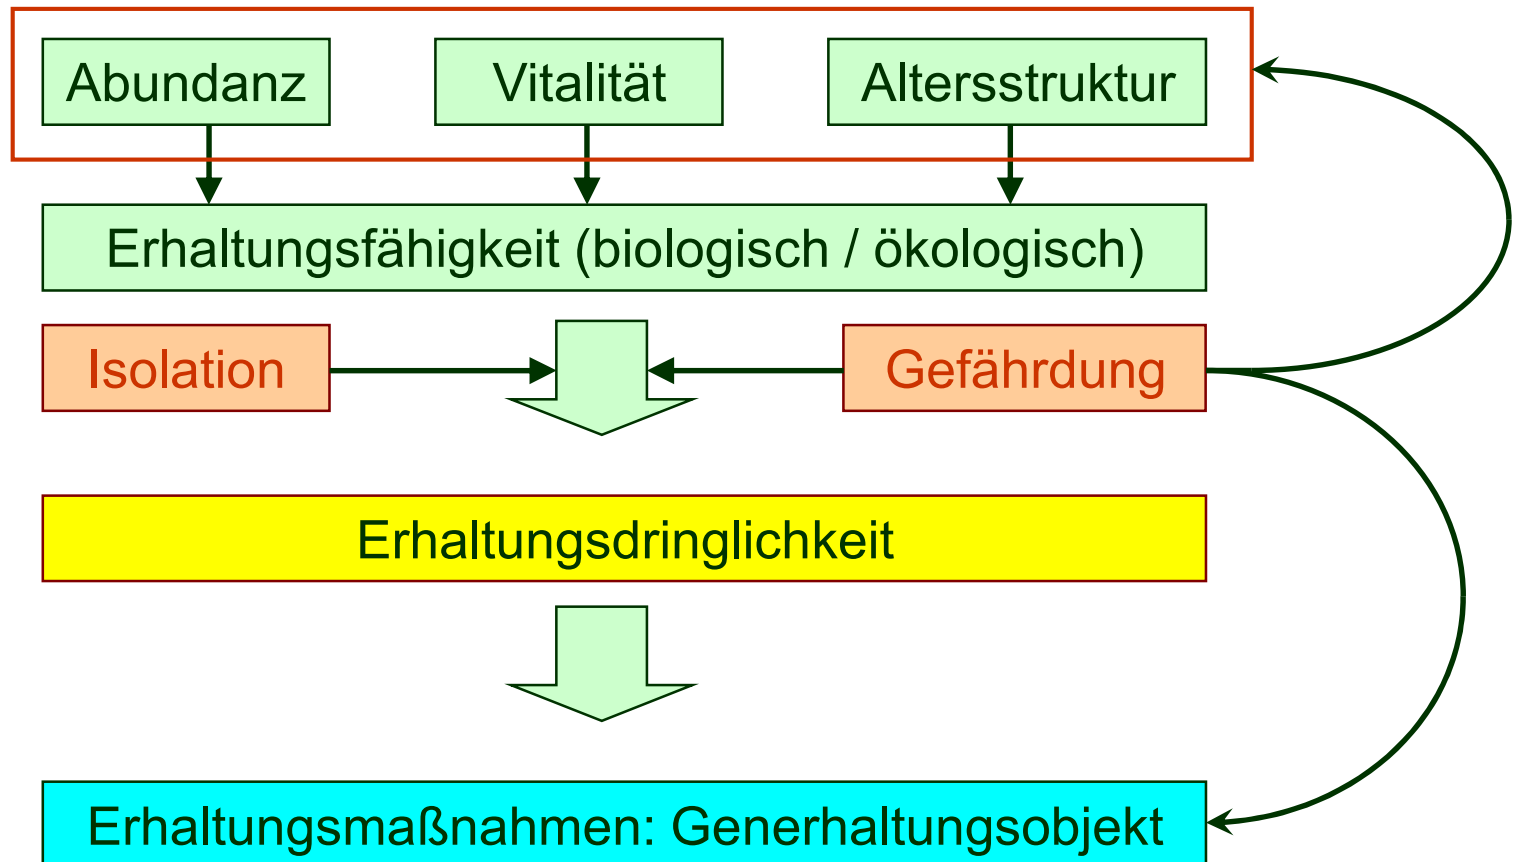 Abundanz
Vitalität
Altersstruktur
Erhaltungsfähigkeit (biologisch / ökologisch)
Isolation
Gefährdung
Erhaltungsdringlichkeit
Erhaltungsmaßnahmen: Generhaltungsobjekt